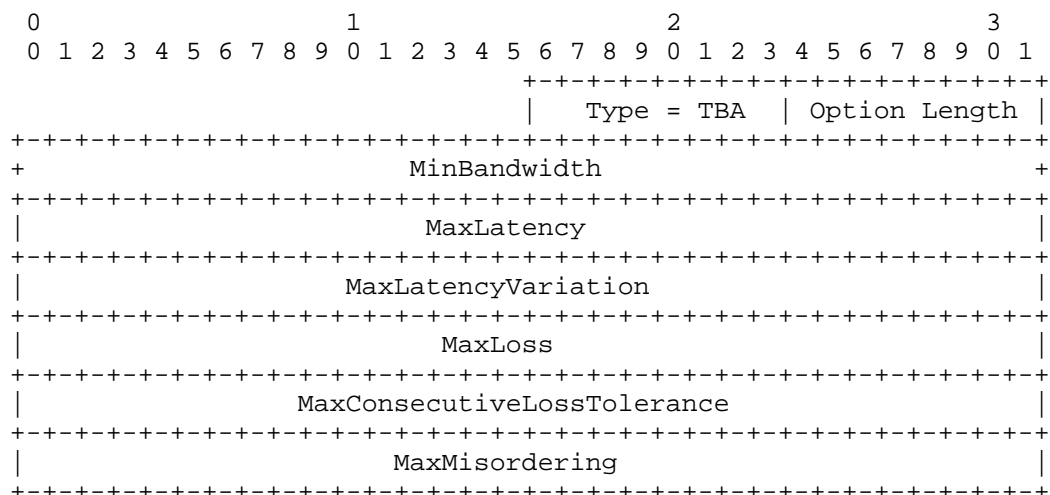 0                   1                   2                   3
 0 1 2 3 4 5 6 7 8 9 0 1 2 3 4 5 6 7 8 9 0 1 2 3 4 5 6 7 8 9 0 1
                                +-+-+-+-+-+-+-+-+-+-+-+-+-+-+-+-+
                                |   Type = TBA  | Option Length |
+-+-+-+-+-+-+-+-+-+-+-+-+-+-+-+-+-+-+-+-+-+-+-+-+-+-+-+-+-+-+-+-+
+                        MinBandwidth                           +
+-+-+-+-+-+-+-+-+-+-+-+-+-+-+-+-+-+-+-+-+-+-+-+-+-+-+-+-+-+-+-+-+
|                         MaxLatency                            |
+-+-+-+-+-+-+-+-+-+-+-+-+-+-+-+-+-+-+-+-+-+-+-+-+-+-+-+-+-+-+-+-+
|                    MaxLatencyVariation                        |
+-+-+-+-+-+-+-+-+-+-+-+-+-+-+-+-+-+-+-+-+-+-+-+-+-+-+-+-+-+-+-+-+
|                          MaxLoss                              |
+-+-+-+-+-+-+-+-+-+-+-+-+-+-+-+-+-+-+-+-+-+-+-+-+-+-+-+-+-+-+-+-+
|                 MaxConsecutiveLossTolerance                   |
+-+-+-+-+-+-+-+-+-+-+-+-+-+-+-+-+-+-+-+-+-+-+-+-+-+-+-+-+-+-+-+-+
|                       MaxMisordering                          |
+-+-+-+-+-+-+-+-+-+-+-+-+-+-+-+-+-+-+-+-+-+-+-+-+-+-+-+-+-+-+-+-+